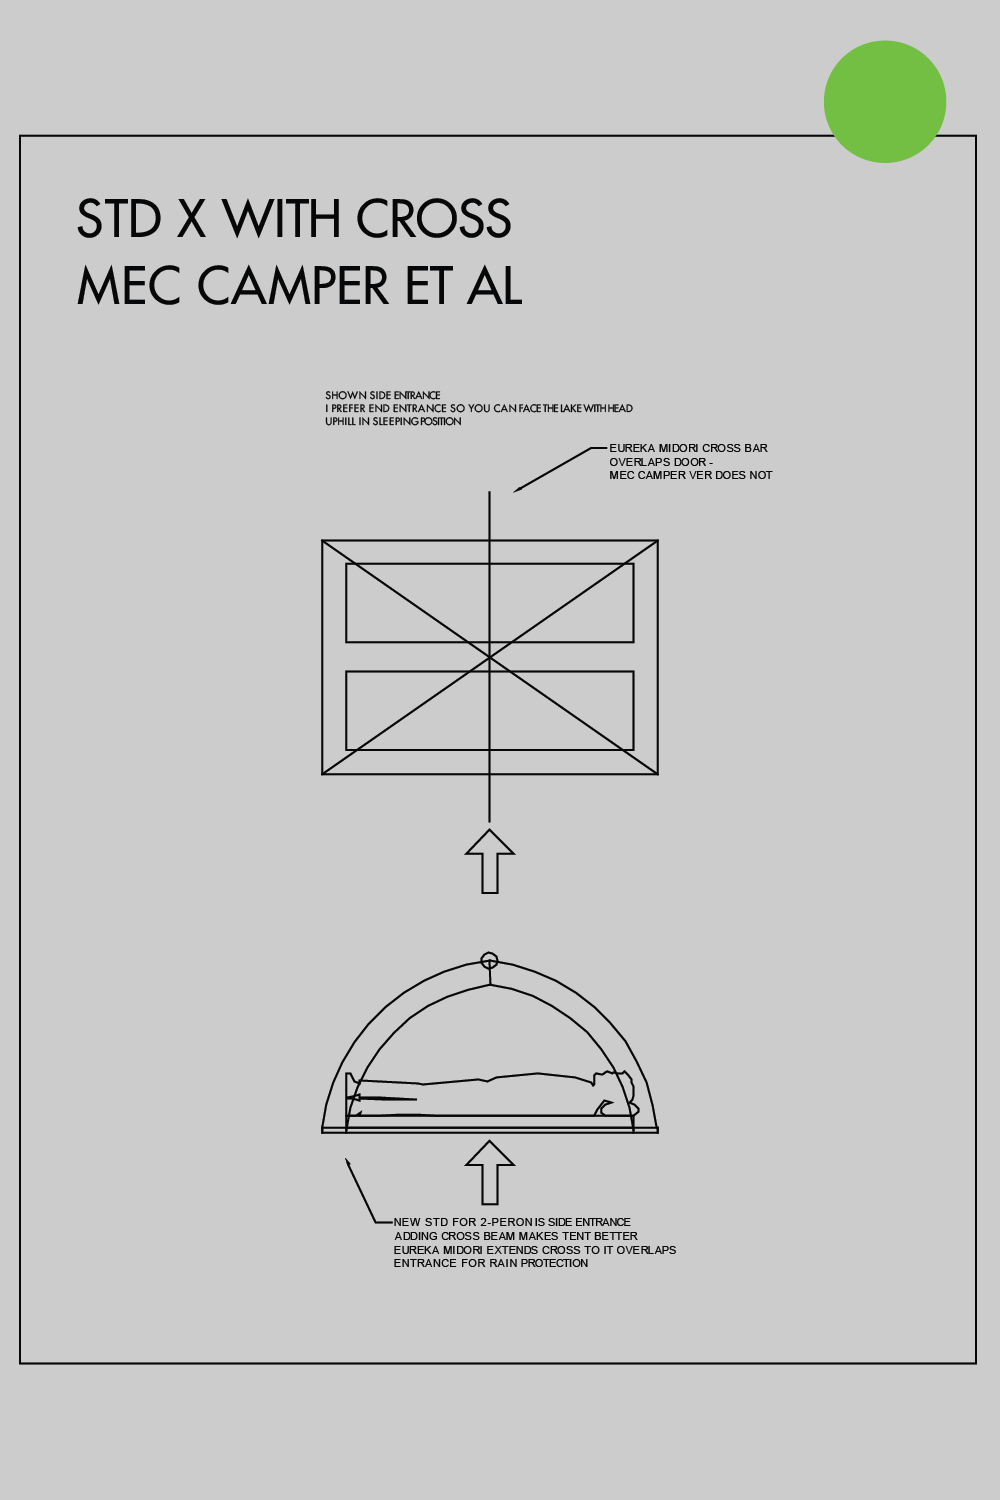 STD X WITH CROSS
MEC CAMPER ET AL
SHOWN SIDE ENTRANCE
I PREFER END ENTRANCE SO YOU CAN FACE THE LAKE WITH HEAD
UPHILL IN SLEEPING POSITION
EUREKA MIDORI CROSS BAR
OVERLAPS DOOR -
MEC CAMPER VER DOES NOT
NEW STD FOR 2-PERON IS SIDE ENTRANCE
ADDING CROSS BEAM MAKES TENT BETTER
EUREKA MIDORI EXTENDS CROSS TO IT OVERLAPS
ENTRANCE FOR RAIN PROTECTION